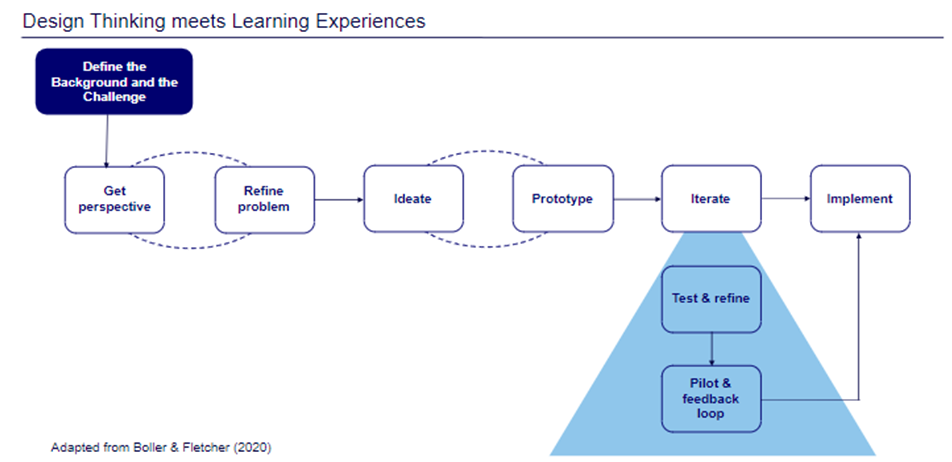 Design Thinking meets Learning Experiences
Define the
Background and the
Challenge
Get
perspective
Refine
problem
Ideate
Prototype
Iterate
Implement
Test & refine
Pilot &
feedback
loop
Adapted from Boller & Fletcher (2020)